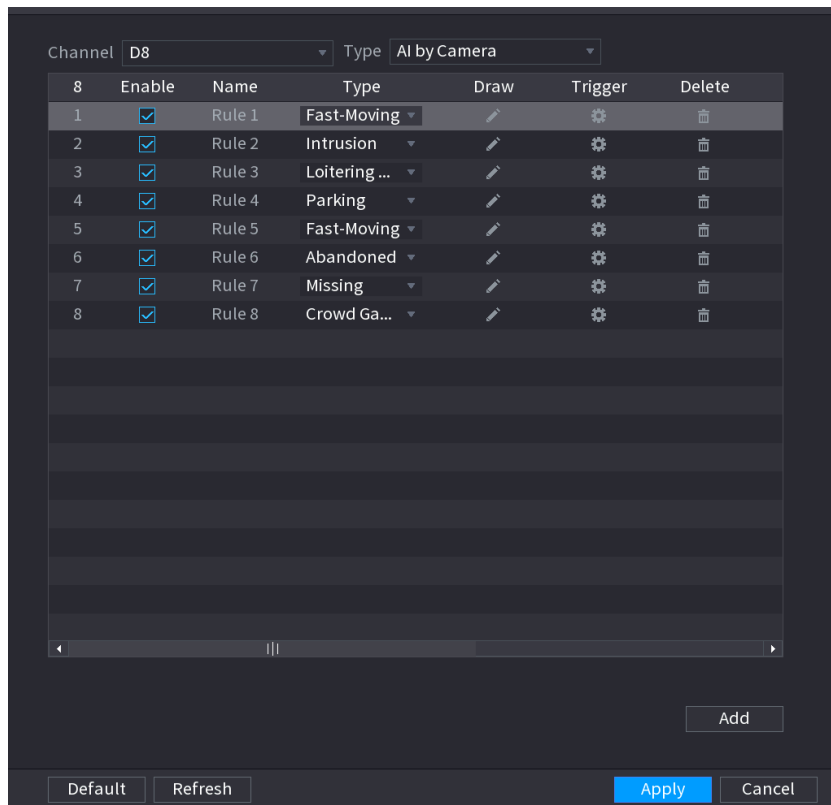 Channel D8 Type AI by Camera
8 Enable Name Type Draw Trigger Delete
1 Rule 1 Fast-Moving
2 Rule 2 Intrusion
3 Rule 3 Loitering ...
4 Rule 4 Parking
5 Rule 5 Fast-Moving
6 Rule 6 Abandoned
7 Rule 7 Missing
8 Rule 8 Crowd Ga...
Add
Default Refresh Apply Cancel